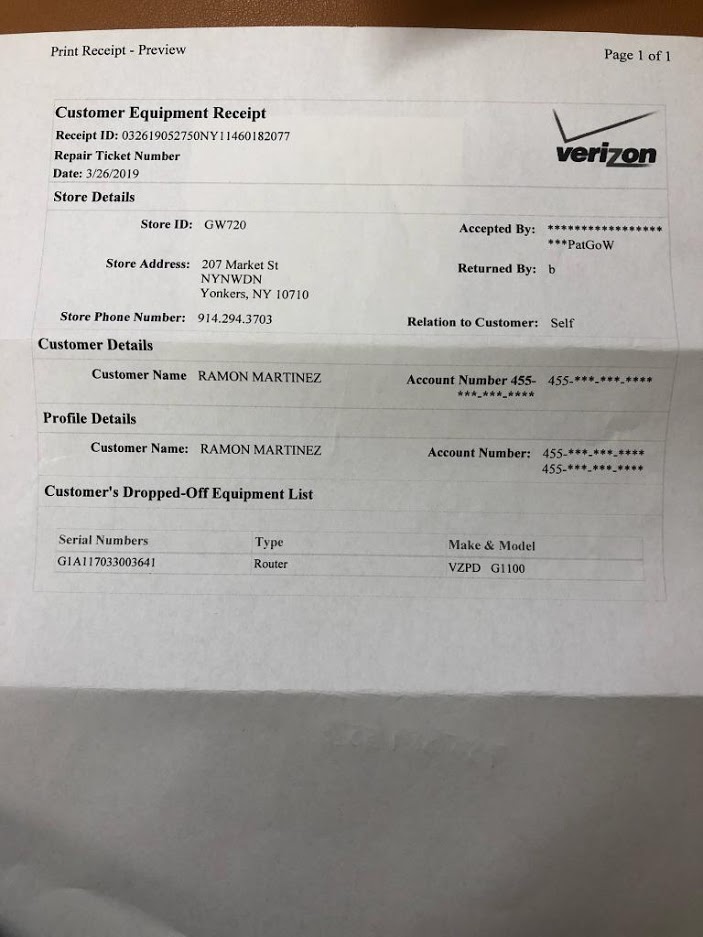 Print Receipt - Preview
Page 1 of 1
Customer Equipment Receipt
Receipt ID: 032619052750NY11460182077
Repair Ticket Number
Date: 3/26/2019
verizon
Store Details
Store ID: GW720
Accepted By: *****************
***PatGoW
Store Address: 207 Market St
NYNWDN
Yonkers, NY 10710
Returned By: b
Store Phone Number: 914.294.3703
Relation to Customer: Self
Customer Details
Customer Name RAMON MARTINEZ
Account Number 455- 455-***-***-****
***-***-****
Profile Details
Customer Name: RAMON MARTINEZ
Account Number: 455-***-***-****
455-***-***-****
Customer's Dropped-Off Equipment List
Serial Numbers Type Make & Model
G1A117033003641 Router VZPD G1100